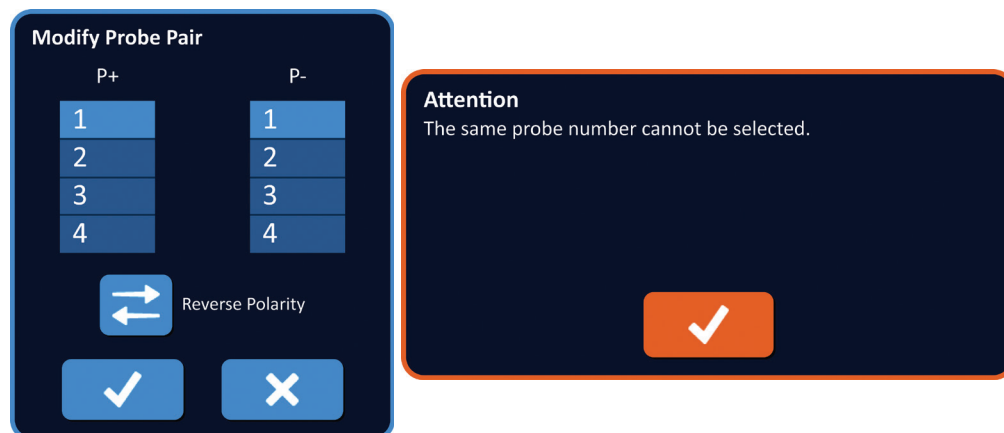 Modify Probe Pair
P+ P-
1 1
2 2
3 3
4 4
Reverse Polarity
Attention
The same probe number cannot be selected.